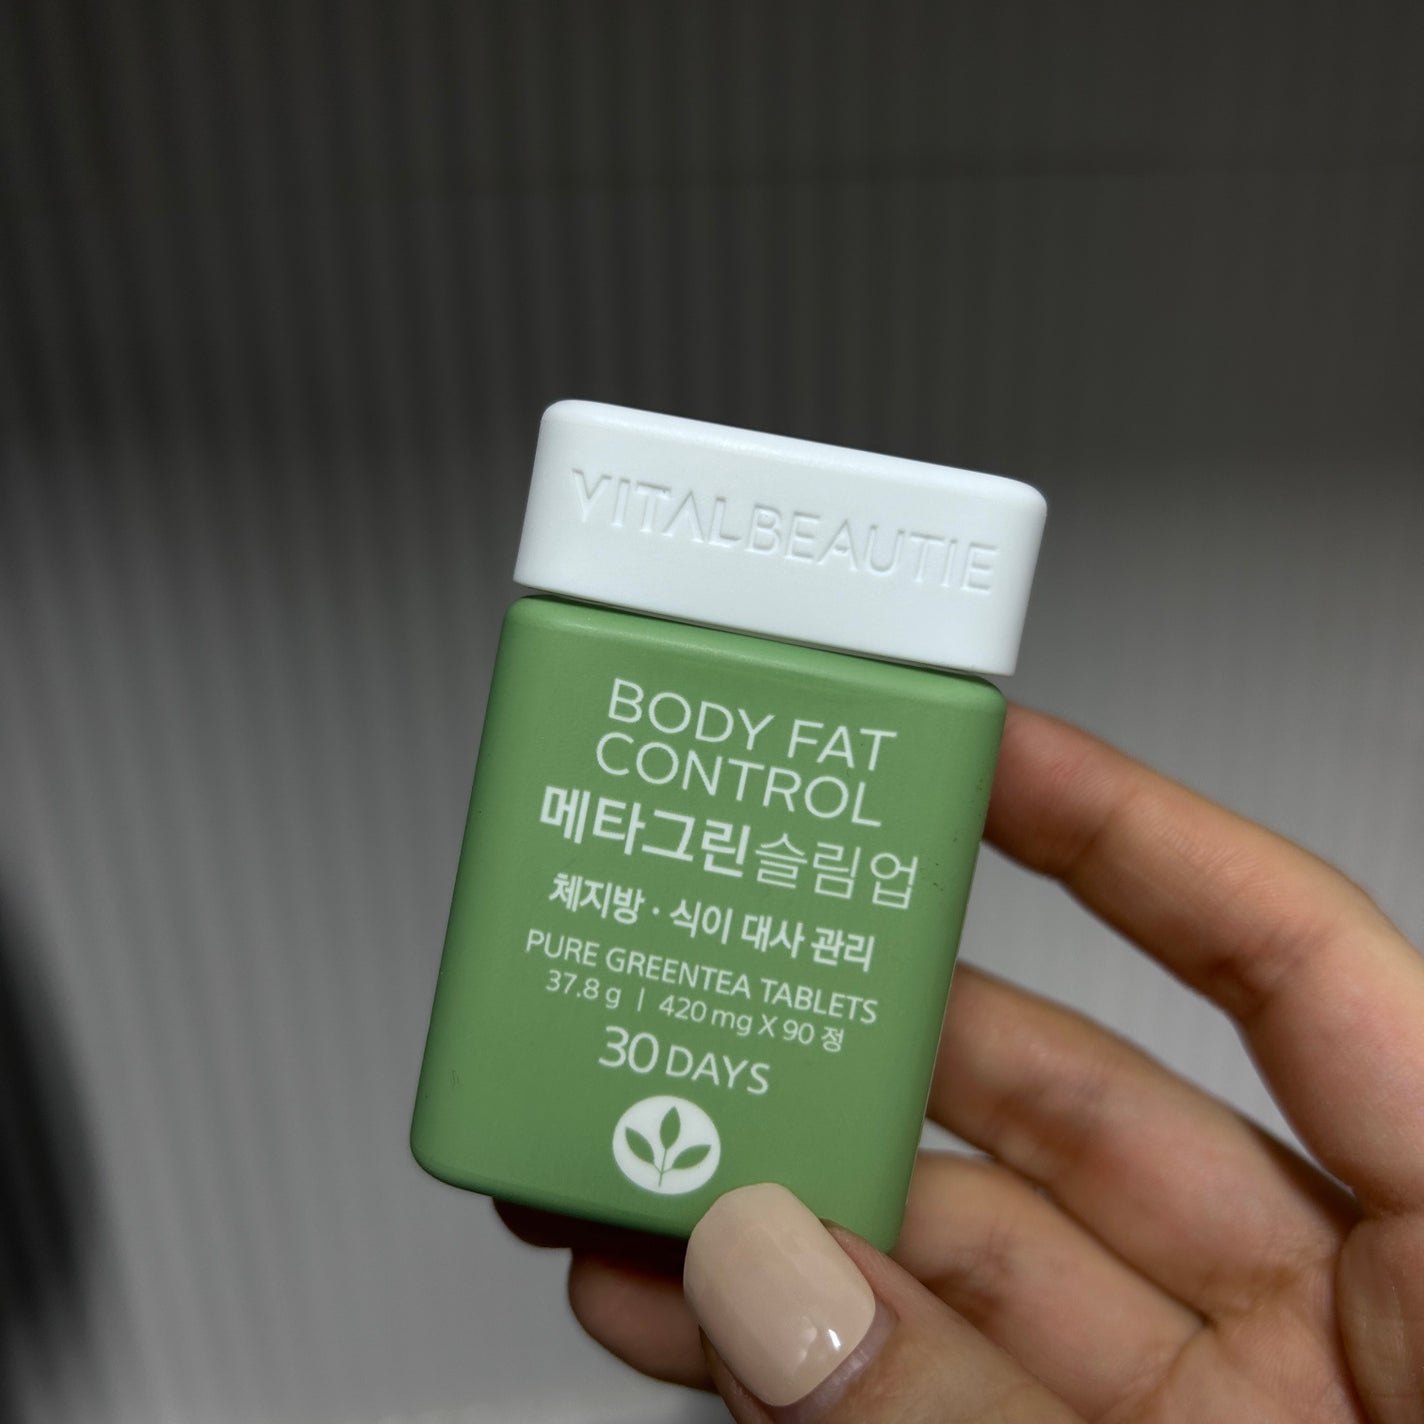 VITALBEAUTIE
BODY FAT
CONTROL
메타그린슬림업
체지방 · 식이 대사 관리
PURE GREENTEA TABLETS
37.8 g | 420 mg X 90 정
30 DAYS